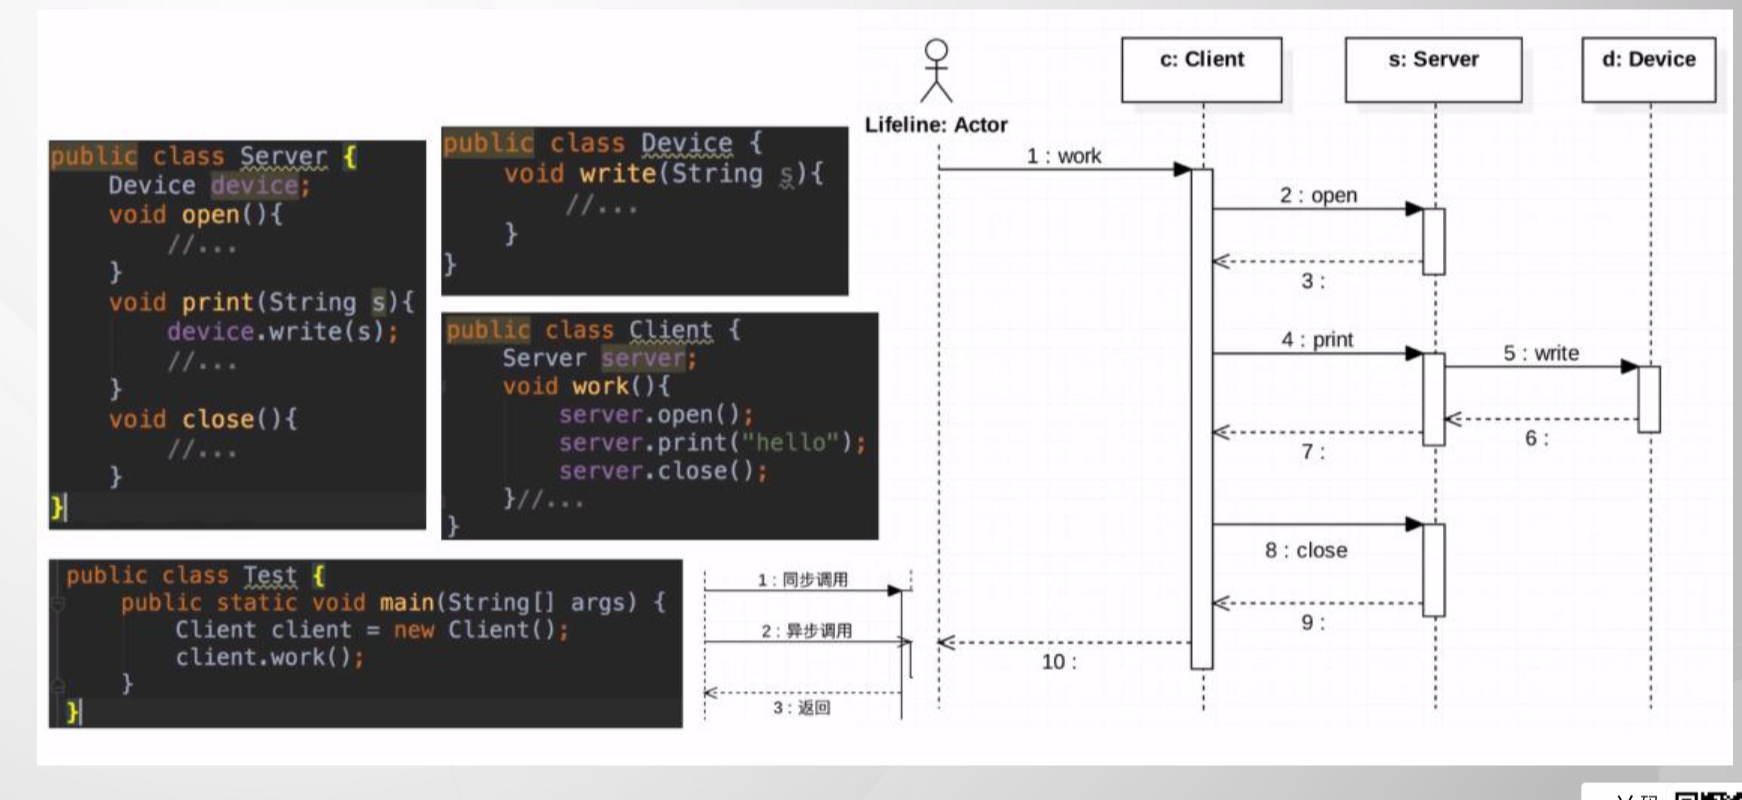 public class Server {
Device device;
void open(){
//...
}
void print(String s){
device.write(s);
//...
}
void close(){
//...
}
}
public class Device {
void write(String s){
//...
}
}
public class Client {
Server server;
void work(){
server.open();
server.print("hello");
server.close();
}//...
}
public class Test {
public static void main(String[] args) {
Client client = new Client();
client.work();
}
}
1 : 同步调用
2 : 异步调用
3 : 返回
Lifeline: Actor
c: Client
s: Server
d: Device
1 : work
2 : open
3 :
4 : print
5 : write
6 :
7 :
8 : close
9 :
10 :